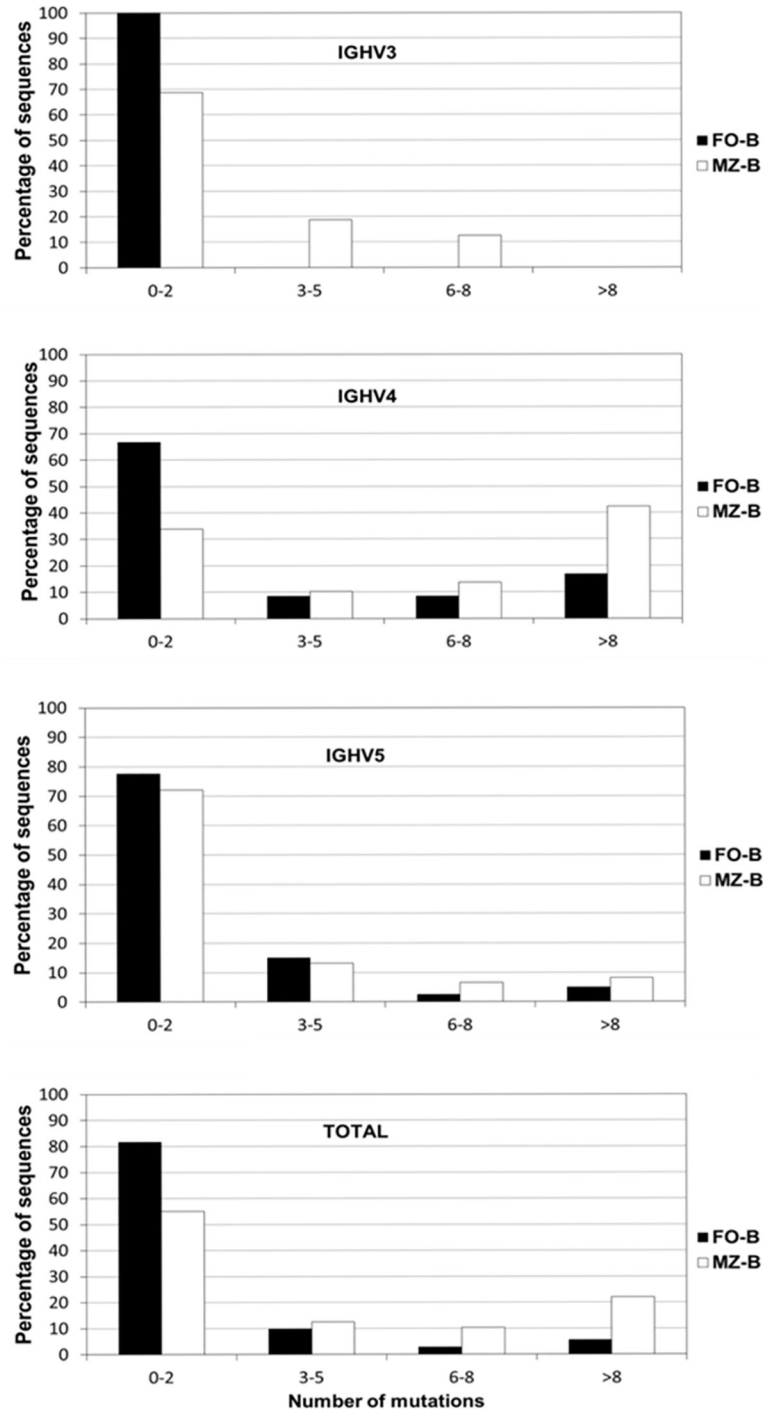 IGHV3
Percentage of sequences
100
90
80
70
60
50
40
30
20
10
0
0-2 3-5 6-8 >8
FO-B
MZ-B
IGHV4
Percentage of sequences
100
90
80
70
60
50
40
30
20
10
0
0-2 3-5 6-8 >8
FO-B
MZ-B
IGHV5
Percentage of sequences
100
90
80
70
60
50
40
30
20
10
0
0-2 3-5 6-8 >8
FO-B
MZ-B
TOTAL
Percentage of sequences
100
90
80
70
60
50
40
30
20
10
0
0-2 3-5 6-8 >8
Number of mutations
FO-B
MZ-B